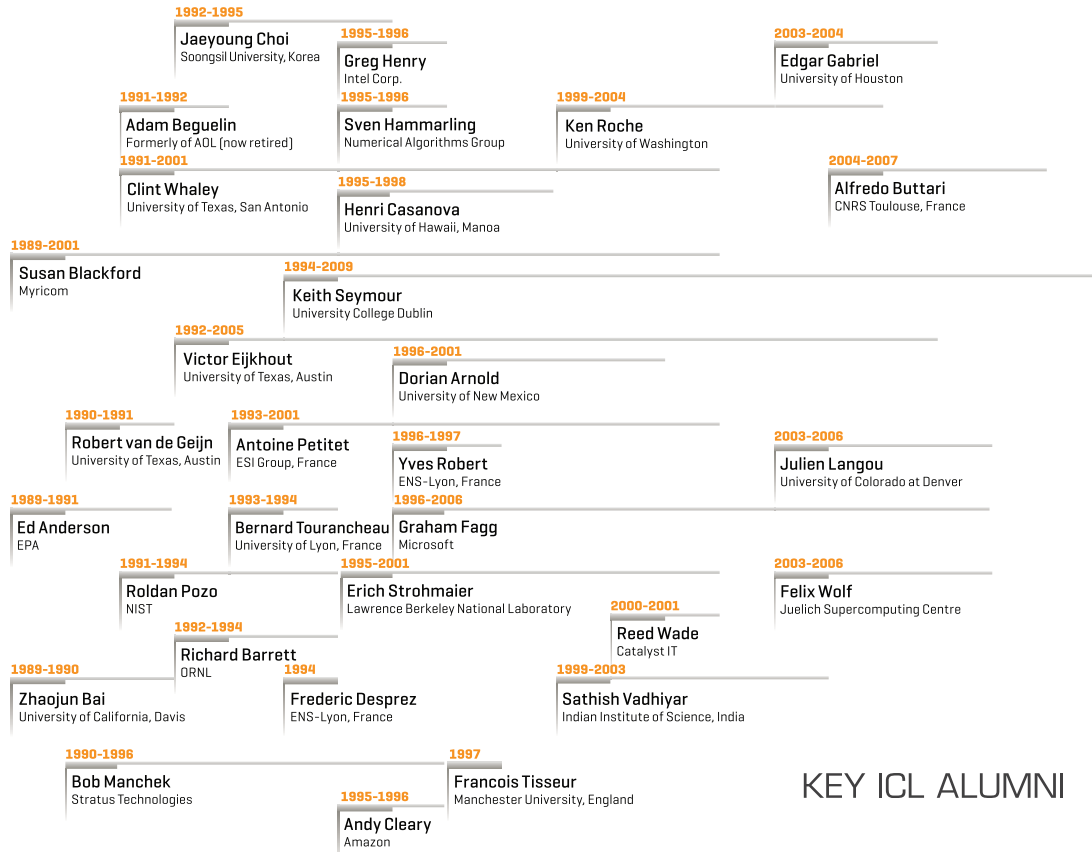 1992-1995
Jaeyoung Choi
Soongsil University, Korea
1995-1996
Greg Henry
Intel Corp.
2003-2004
Edgar Gabriel
University of Houston
1991-1992
Adam Beguelin
Formerly of AOL (now retired)
1995-1996
Sven Hammarling
Numerical Algorithms Group
1999-2004
Ken Roche
University of Washington
1991-2001
Clint Whaley
University of Texas, San Antonio
1995-1998
Henri Casanova
University of Hawaii, Manoa
2004-2007
Alfredo Buttari
CNRS Toulouse, France
1989-2001
Susan Blackford
Myricom
1994-2009
Keith Seymour
University College Dublin
1992-2005
Victor Eijkhout
University of Texas, Austin
1996-2001
Dorian Arnold
University of New Mexico
1990-1991
Robert van de Geijn
University of Texas, Austin
1993-2001
Antoine Petitet
ESI Group, France
1996-1997
Yves Robert
ENS-Lyon, France
2003-2006
Julien Langou
University of Colorado at Denver
1989-1991
Ed Anderson
EPA
1993-1994
Bernard Tourancheau
University of Lyon, France
1996-2006
Graham Fagg
Microsoft
1991-1994
Roldan Pozo
NIST
1995-2001
Erich Strohmaier
Lawrence Berkeley National Laboratory
2003-2006
Felix Wolf
Juelich Supercomputing Centre
2000-2001
Reed Wade
Catalyst IT
1992-1994
Richard Barrett
ORNL
1989-1990
Zhaojun Bai
University of California, Davis
1994
Frederic Desprez
ENS-Lyon, France
1999-2003
Sathish Vadhiyar
Indian Institute of Science, India
1990-1996
Bob Manchek
Stratus Technologies
1997
Francois Tisseur
Manchester University, England
1995-1996
Andy Cleary
Amazon
KEY ICL ALUMNI